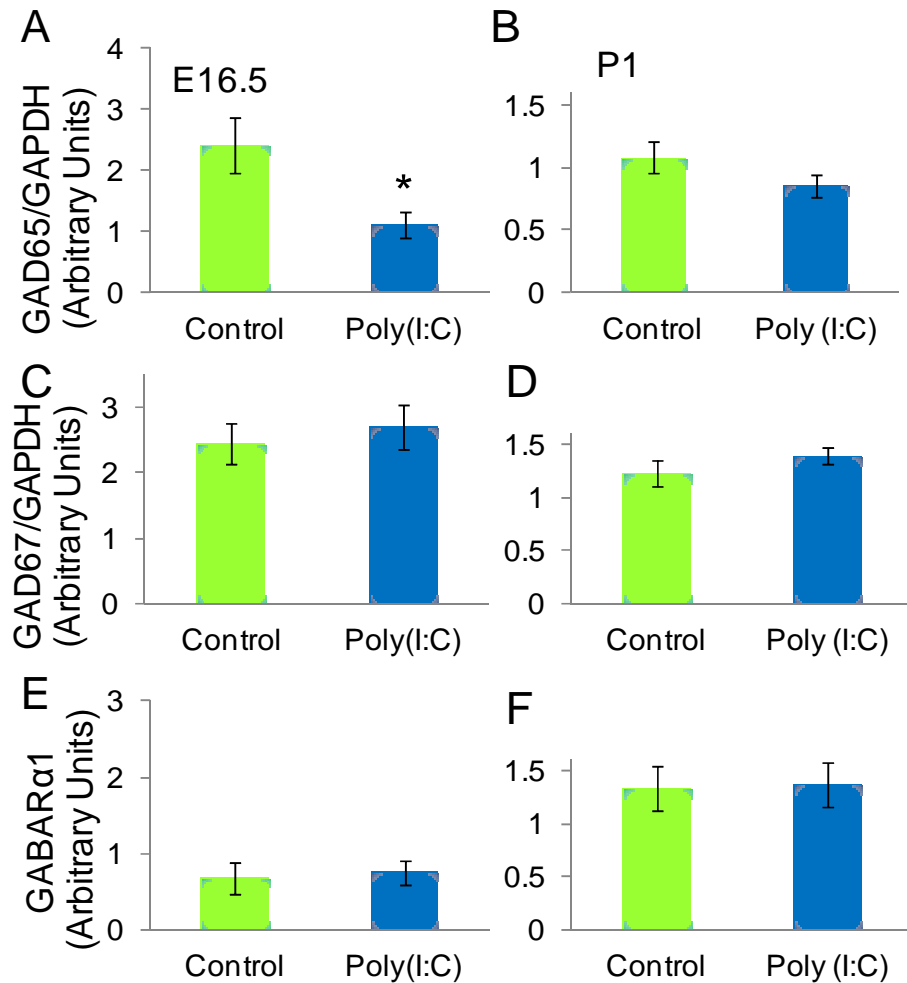 A
B
GAD65/GAPDH
(Arbitrary Units)
4
3
2
1
0
E16.5
*
Control
Poly(I:C)
P1
1.5
1
0.5
0
Control
Poly (I:C)
C
D
GAD67/GAPDH
(Arbitrary Units)
3
2
1
0
Control
Poly(I:C)
1.5
1
0.5
0
Control
Poly (I:C)
E
F
GABARα1
(Arbitrary Units)
3
2
1
0
Control
Poly(I:C)
1.5
1
0.5
0
Control
Poly (I:C)